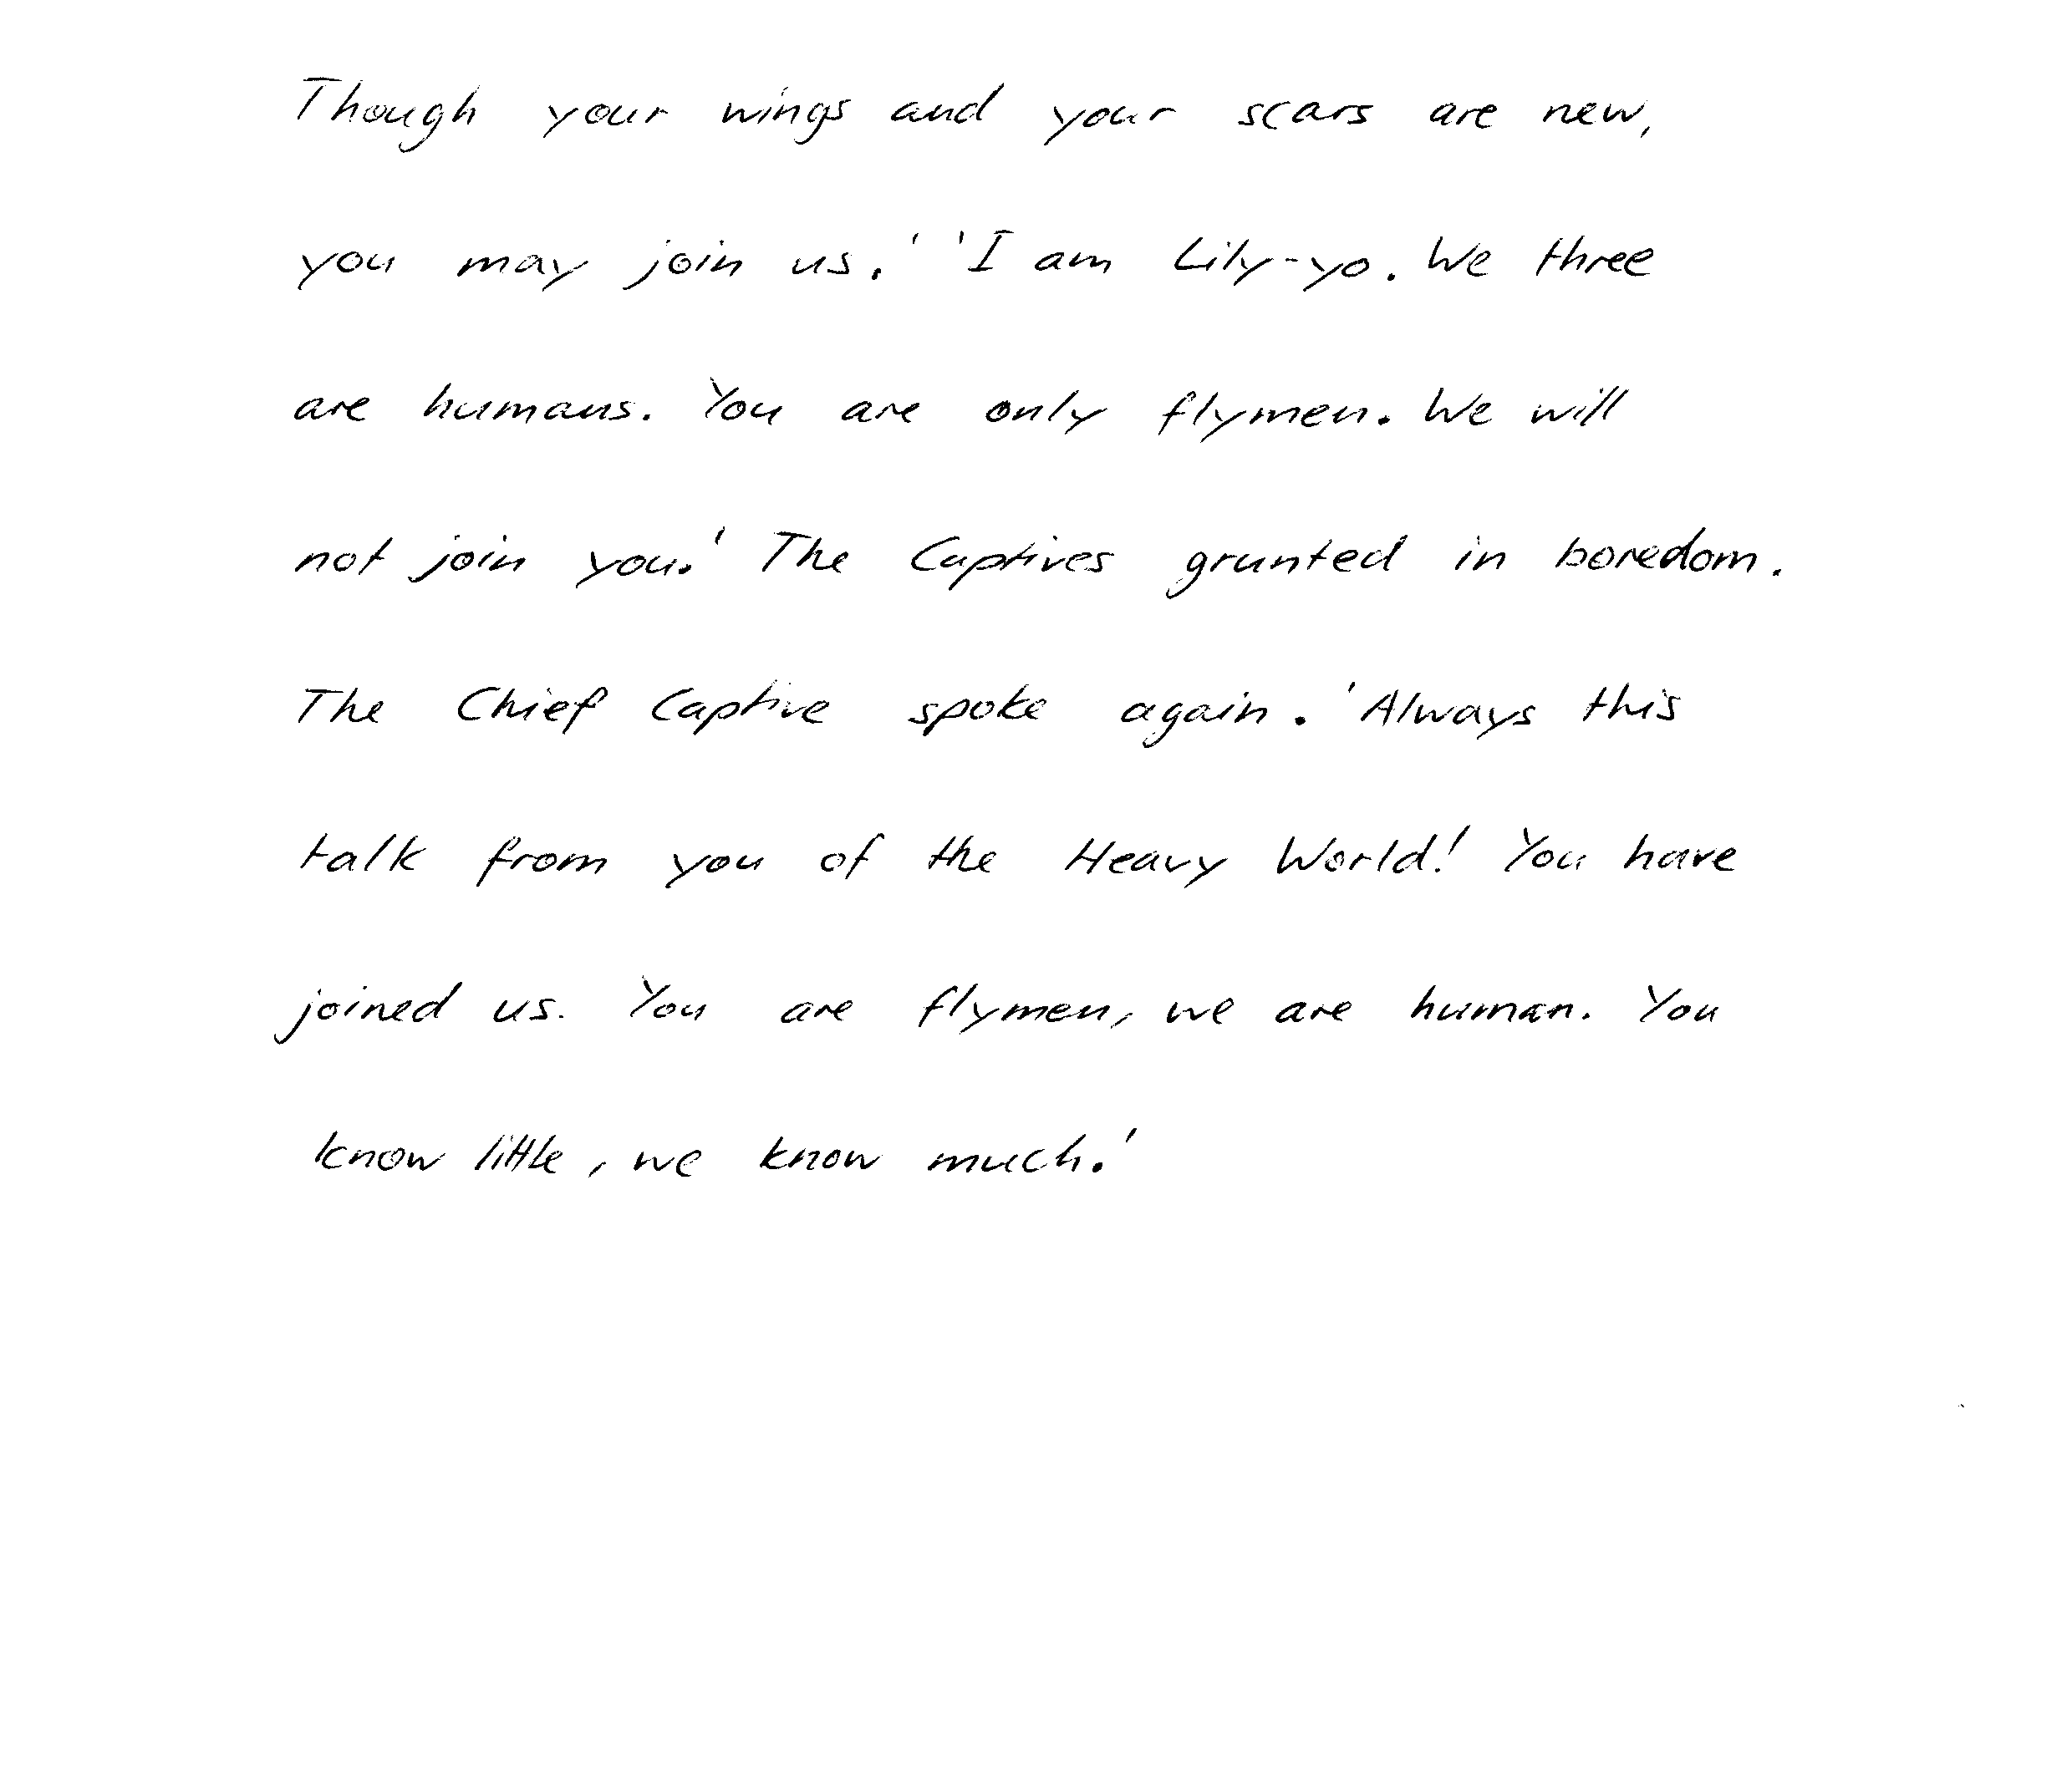 Though your wings and your scars are new,
you may join us.' 'I am Lily-yo. We three
are humans. You are only flymen. We will
not join you.' The Captives grunted in boredom.
The Chief Captive spoke again. 'Always this
talk from you of the Heavy World! You have
joined us. You are flymen, we are human. You
know little, we know much.'